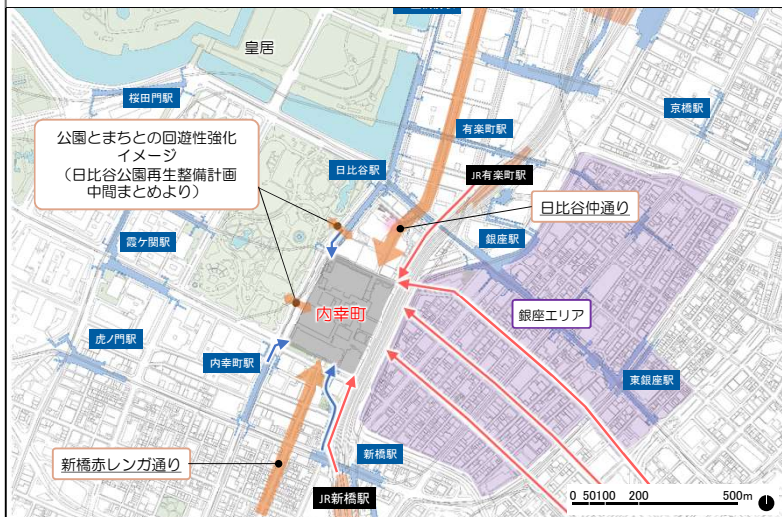 皇居
桜田門駅
京橋駅
公園とまちとの回遊性強化
イメージ
（日比谷公園再生整備計画
中間まとめより）
有楽町駅
日比谷駅
JR有楽町駅
日比谷仲通り
霞ケ関駅
銀座駅
内幸町
銀座エリア
虎ノ門駅
内幸町駅
東銀座駅
新橋赤レンガ通り
新橋駅
JR新橋駅
0 50100 200 500m